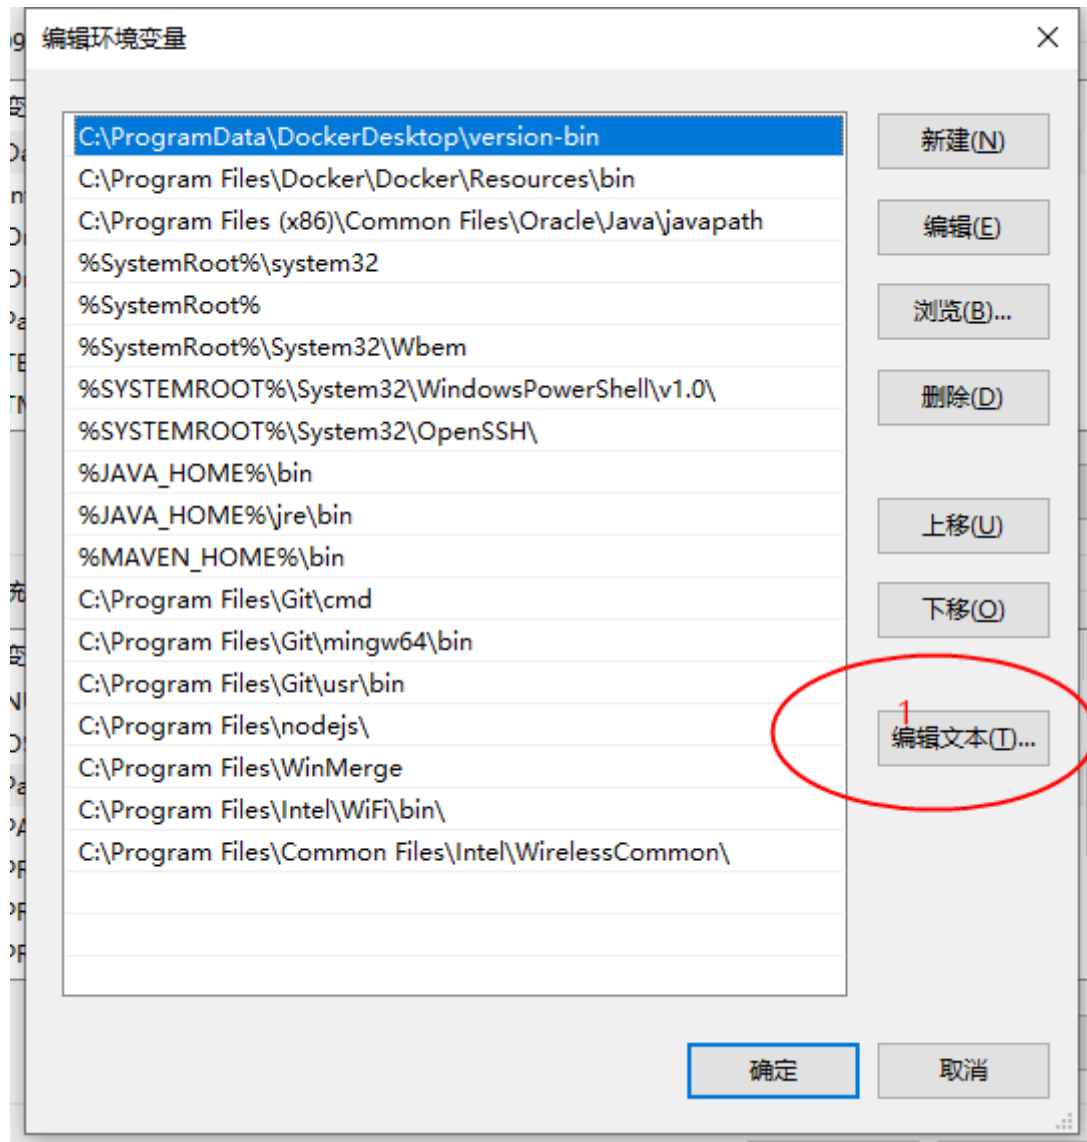 编辑环境变量
C:\ProgramData\DockerDesktop\version-bin
C:\Program Files\Docker\Docker\Resources\bin
C:\Program Files (x86)\Common Files\Oracle\Java\javapath
%SystemRoot%\system32
%SystemRoot%
%SystemRoot%\System32\Wbem
%SYSTEMROOT%\System32\WindowsPowerShell\v1.0\
%SYSTEMROOT%\System32\OpenSSH\
%JAVA_HOME%\bin
%JAVA_HOME%\jre\bin
%MAVEN_HOME%\bin
C:\Program Files\Git\cmd
C:\Program Files\Git\mingw64\bin
C:\Program Files\Git\usr\bin
C:\Program Files\nodejs\
C:\Program Files\WinMerge
C:\Program Files\Intel\WiFi\bin\
C:\Program Files\Common Files\Intel\WirelessCommon\
新建(N)
编辑(E)
浏览(B)...
删除(D)
上移(U)
下移(O)
1
编辑文本(T)...
确定
取消